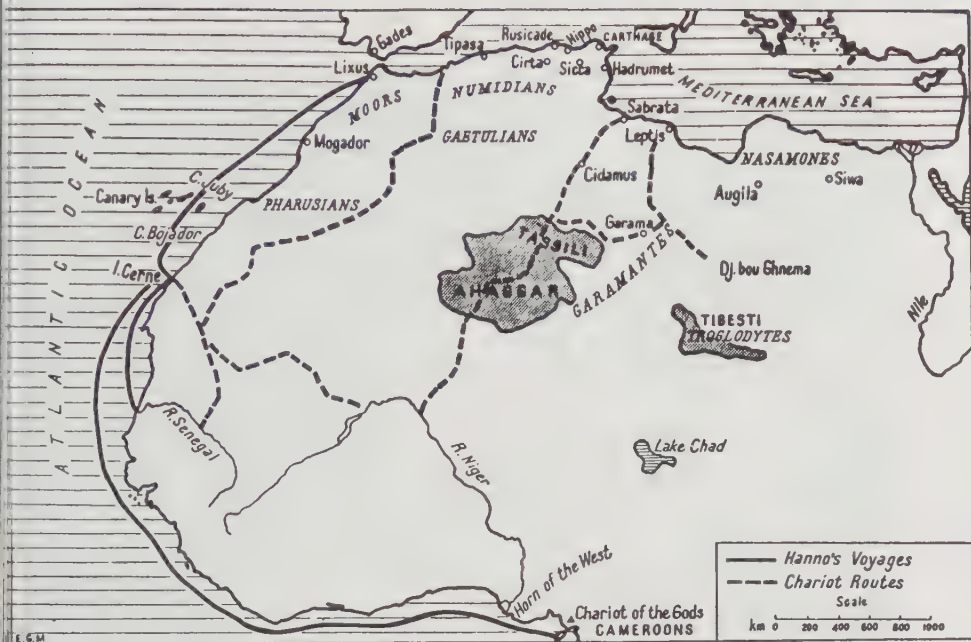 Gades
Tipasa
Rusicade
Hippo
CARTHAGE
Lixus
Cirta
Sicca
Hadrumet
MOORS
NUMIDIANS
MEDITERRANEAN SEA
Sabrata
Mogador
GAETULIANS
Leptis
NASAMONES
Cidamus
Augila
Siwa
C. Juby
Canary Is.
PHARUSIANS
C. Bojador
Garama
TASSILI
I. Cerne
AHAGGAR
GARAMANTES
Dj. bou Ghnema
Nile
TIBESTI
TROGLODYTES
ATLANTIC OCEAN
R. Senegal
R. Niger
Lake Chad
Horn of the West
Chariot of the Gods
CAMEROONS
Hanno's Voyages
Chariot Routes
Scale
km 0 200 400 600 800 1000
E.G.M